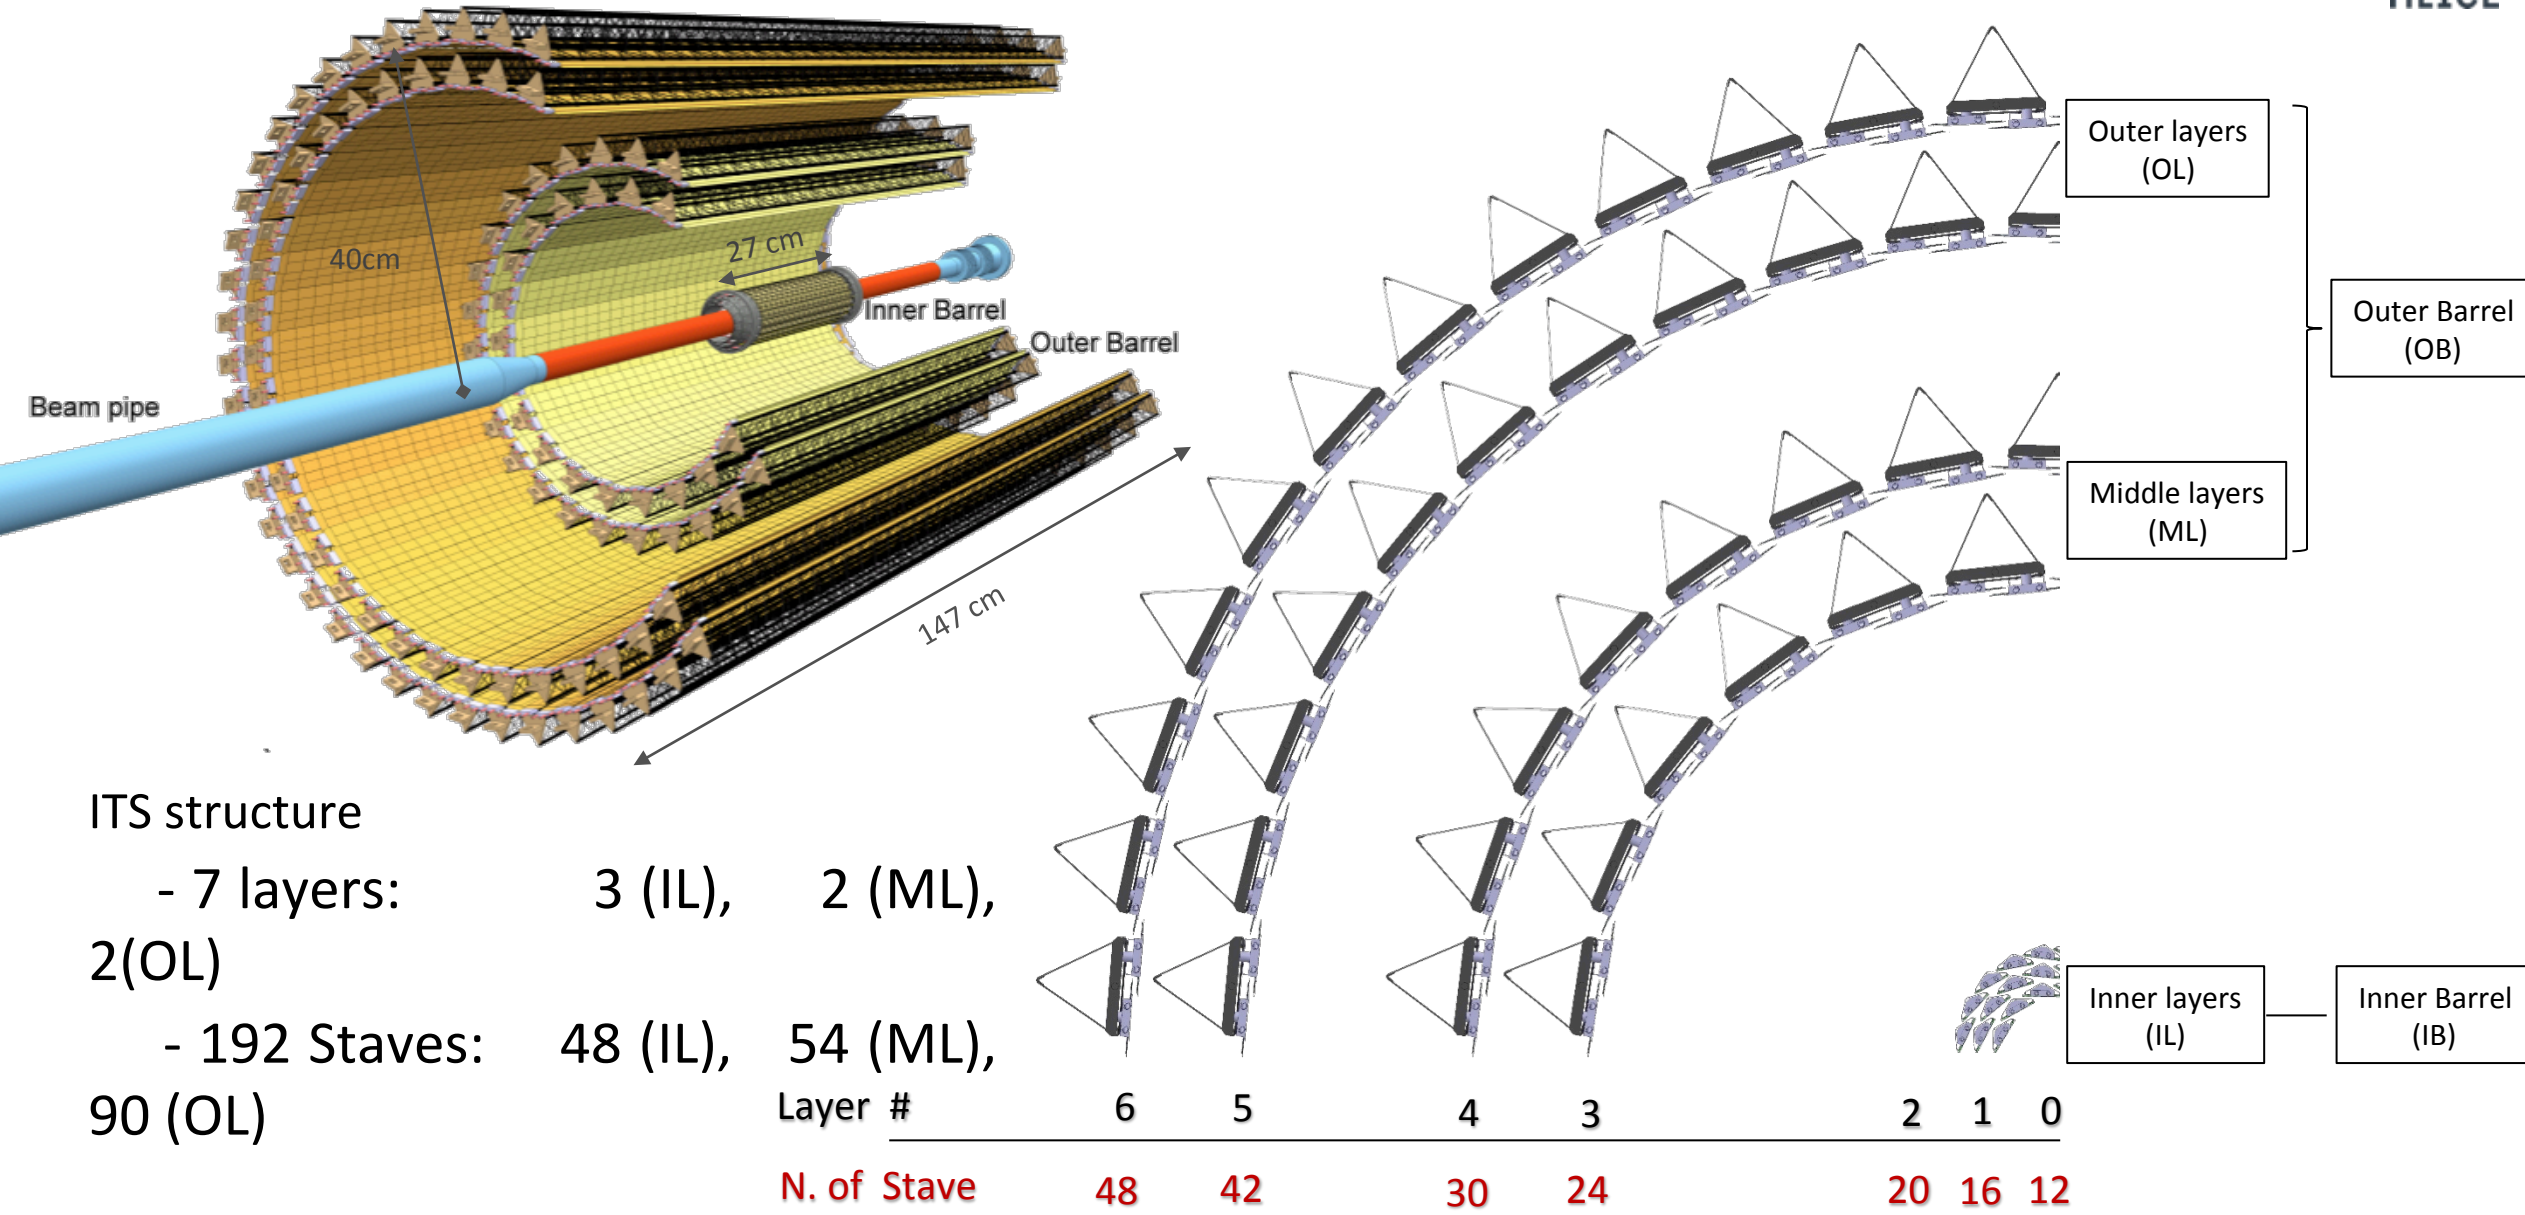 40cm
27 cm
Inner Barrel
Outer Barrel
Beam pipe
147 cm
Outer layers
(OL)
Outer Barrel
(OB)
Middle layers
(ML)
Inner layers
(IL)
Inner Barrel
(IB)
ITS structure
- 7 layers: 3 (IL), 2 (ML),
2(OL)
- 192 Staves: 48 (IL), 54 (ML),
90 (OL)
Layer # 6 5 4 3 2 1 0
N. of Stave 48 42 30 24 20 16 12